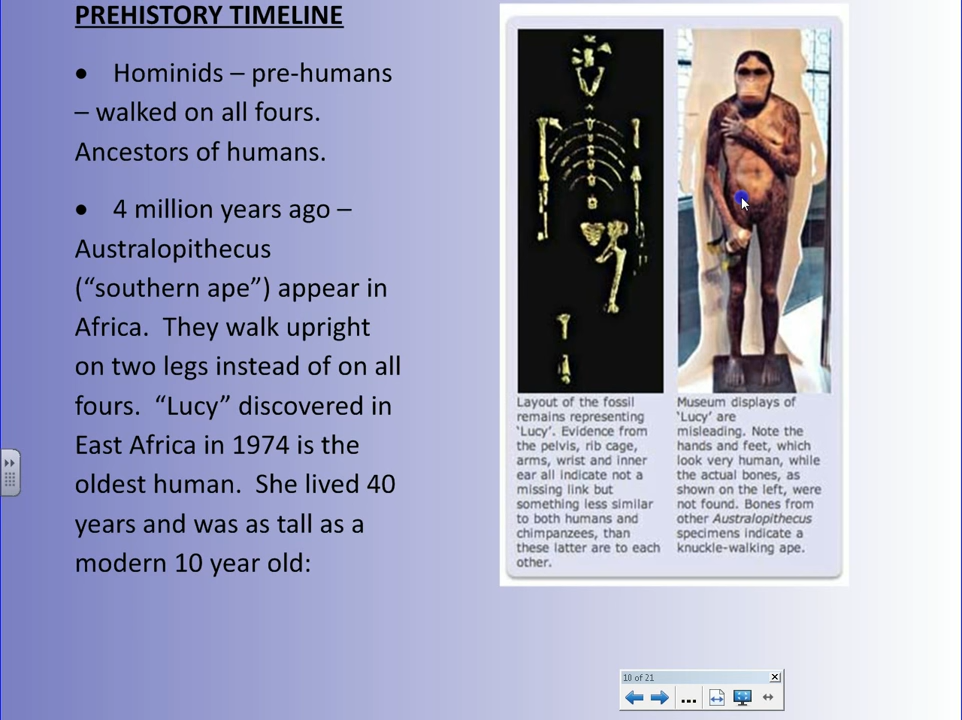 PREHISTORY TIMELINE
• Hominids – pre-humans
– walked on all fours.
Ancestors of humans.
• 4 million years ago –
Australopithecus
(“southern ape”) appear in
Africa.  They walk upright
on two legs instead of on all
fours.  “Lucy” discovered in
East Africa in 1974 is the
oldest human.  She lived 40
years and was as tall as a
modern 10 year old:
Layout of the fossil
remains representing
‘Lucy’. Evidence from
the pelvis, rib cage,
arms, wrist and inner
ear all indicate not a
missing link but
something less similar
to both humans and
chimpanzees, than
these latter are to each
other.
Museum displays of
‘Lucy’ are
misleading. Note the
hands and feet, which
look very human, while
the actual bones, as
shown on the left, were
not found. Bones from
other Australopithecus
specimens indicate a
knuckle-walking ape.
10 of 21